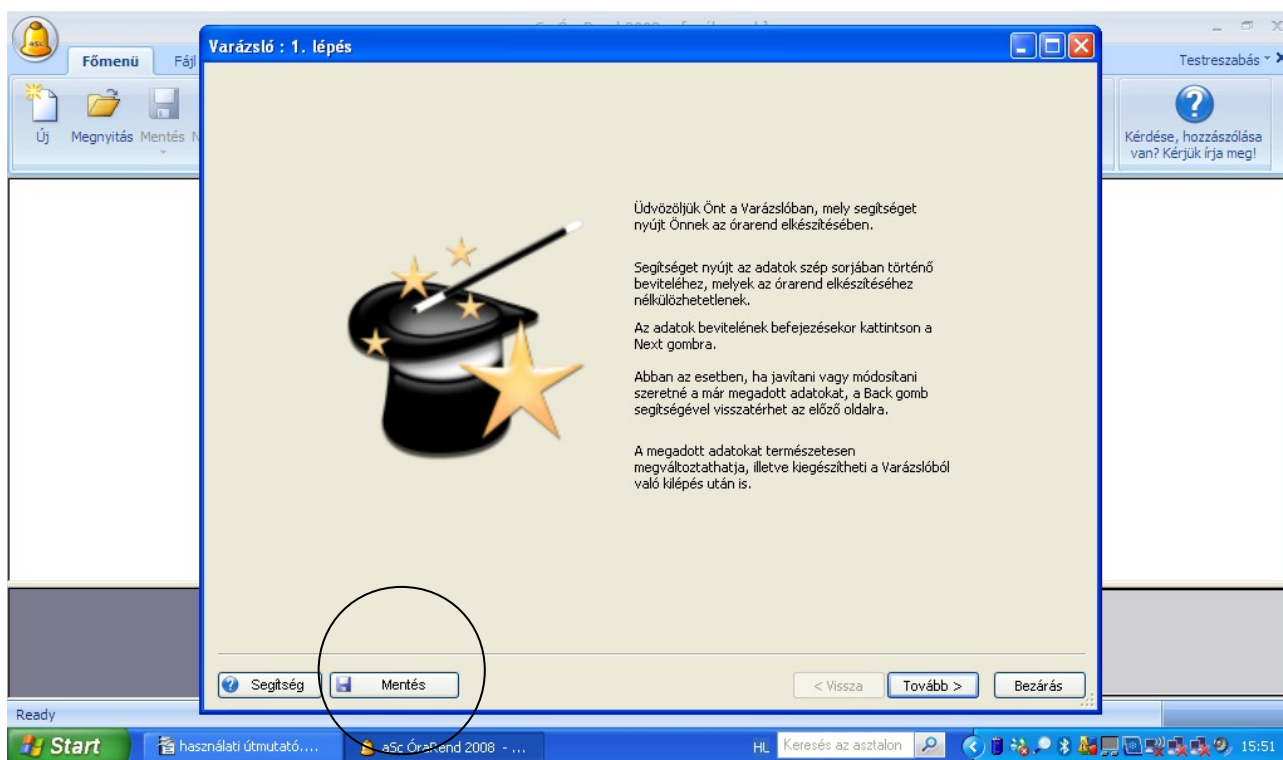 Varázsló : 1. lépés
aSc
Főmenü
Fájl
Testreszabás
Új
Megnyitás
Mentés
Kérdése, hozzászólása
van? Kérjük írja meg!
Üdvözöljük Önt a Varázslóban, mely segítséget
nyújt Önnek az órarend elkészítésében.
Segítséget nyújt az adatok szép sorjában történő
beviteléhez, melyek az órarend elkészítéséhez
nélkülözhetetlenek.
Az adatok bevitelének befejezésekor kattintson a
Next gombra.
Abban az esetben, ha javítani vagy módosítani
szeretné a már megadott adatokat, a Back gomb
segítségével visszatérhet az előző oldalra.
A megadott adatokat természetesen
megváltoztathatja, illetve kiegészítheti a Varázslóból
való kilépés után is.
Segítség
Mentés
< Vissza
Tovább >
Bezárás
Ready
Start
használati útmutató....
aSc ÓraRend 2008 - ...
HL
Keresés az asztalon
15:51